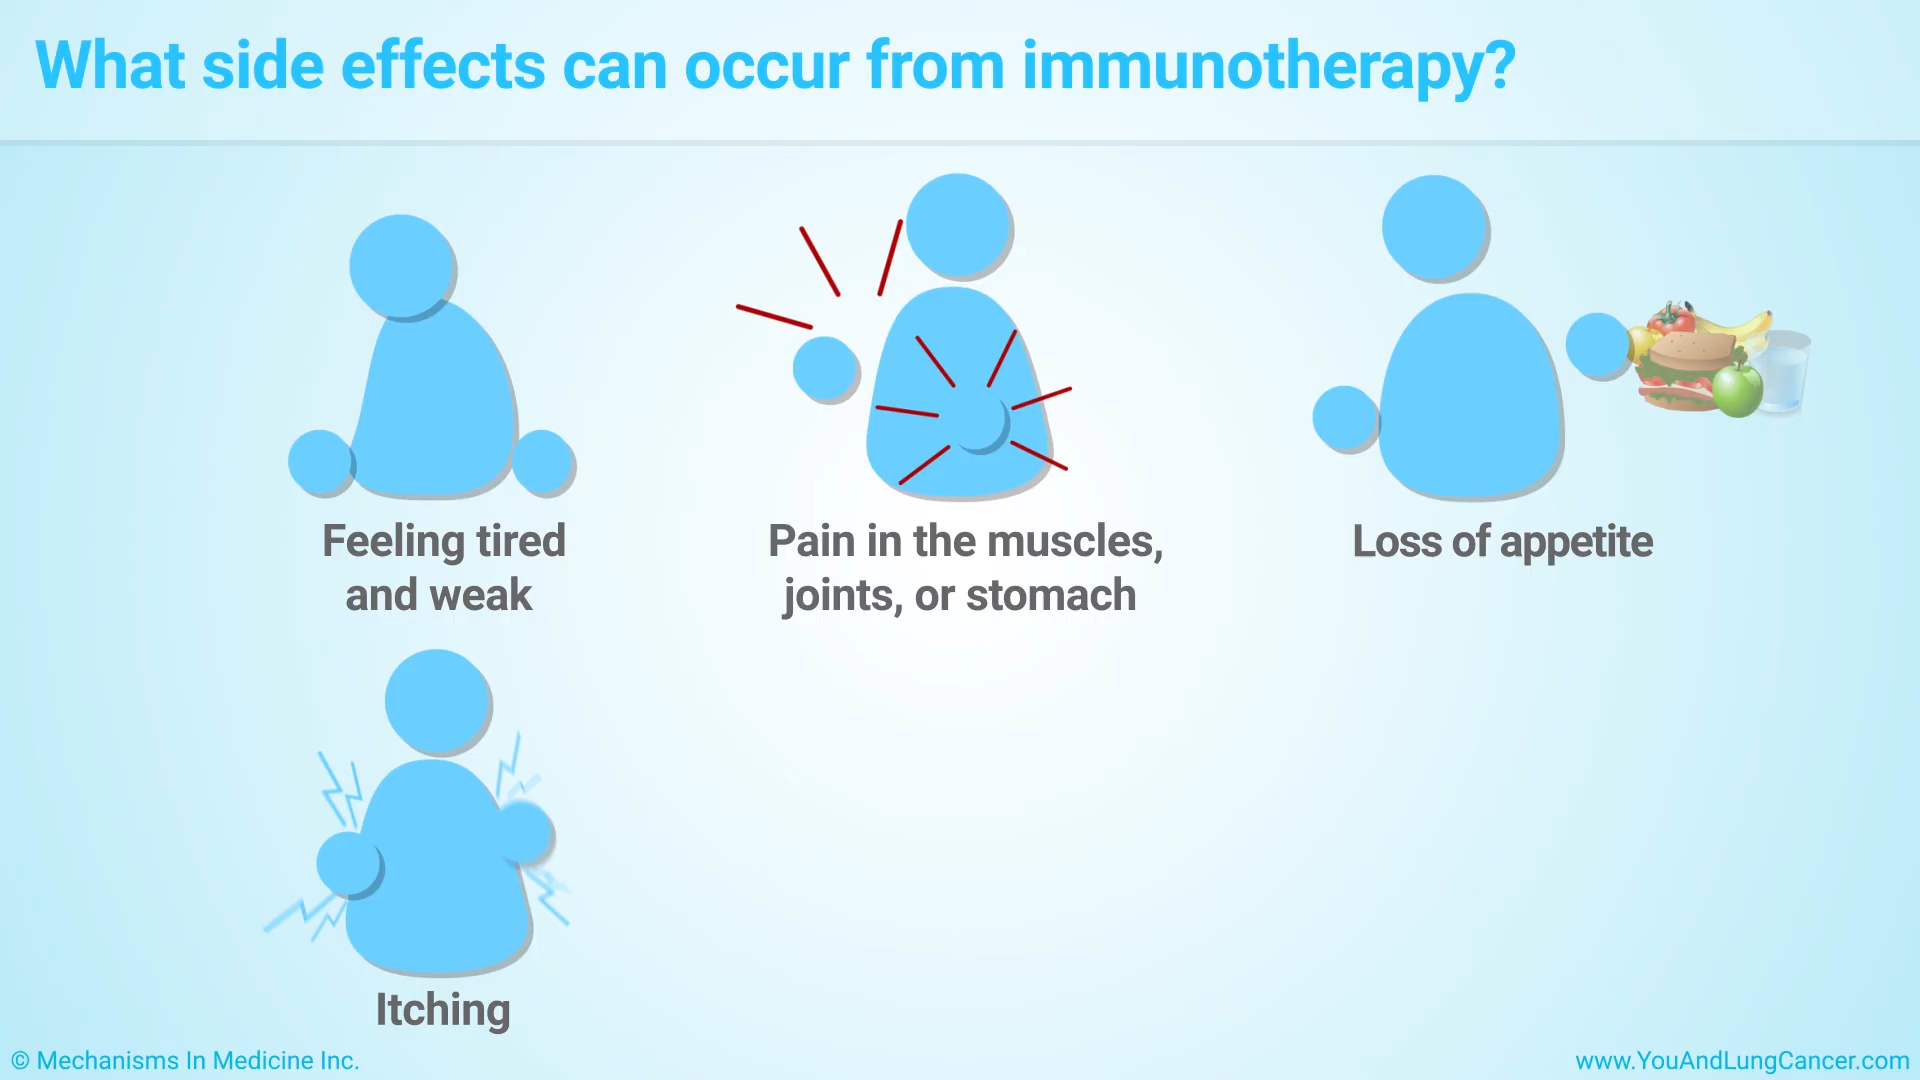 What side effects can occur from immunotherapy?
Feeling tired
and weak
Pain in the muscles,
joints, or stomach
Loss of appetite
Itching
© Mechanisms In Medicine Inc.
www.YouAndLungCancer.com